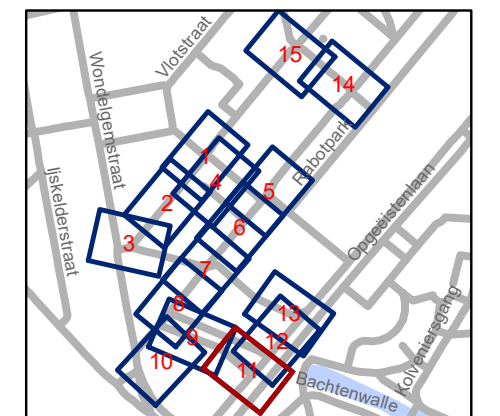 Vlotstraat
15
14
Wondelgemstraat
Rabotpark
1
4
5
2
Ijskelderstraat
Opgeëistenlaan
6
3
7
8
13
9
12
10
11
Kolveniersgang
Bachtenwalle